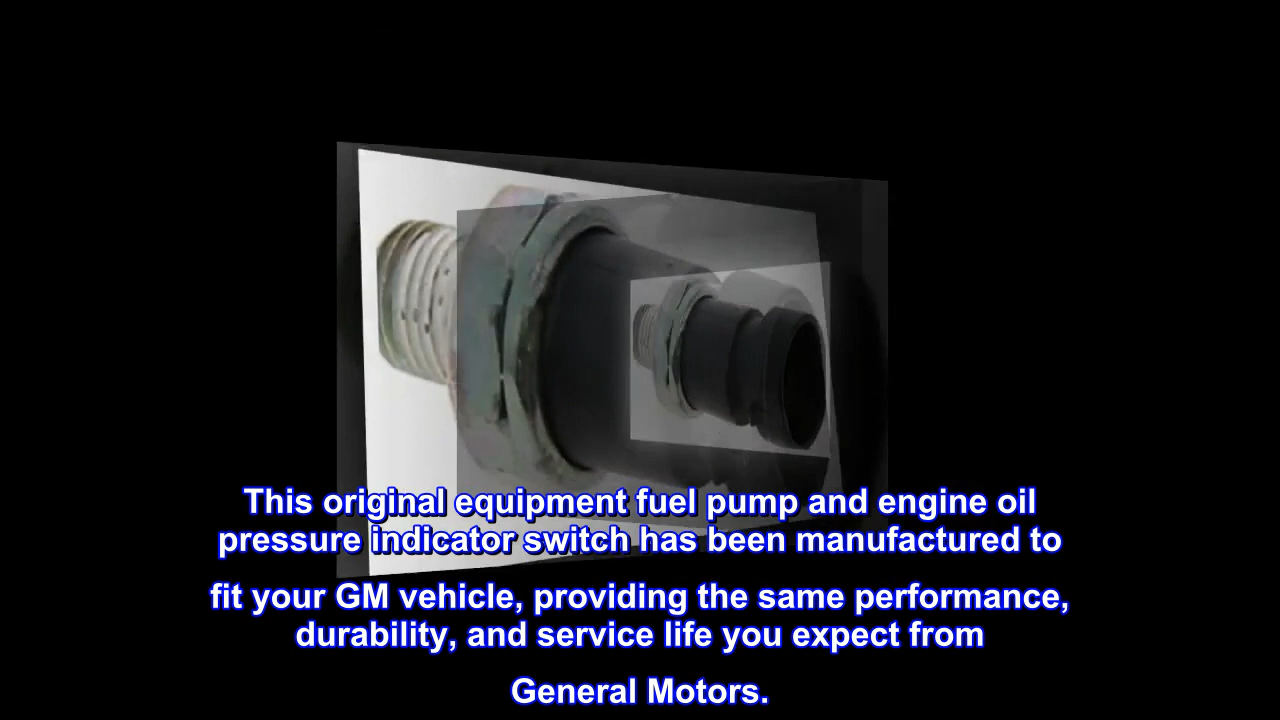 This original equipment fuel pump and engine oil
pressure indicator switch has been manufactured to
fit your GM vehicle, providing the same performance,
durability, and service life you expect from
General Motors.